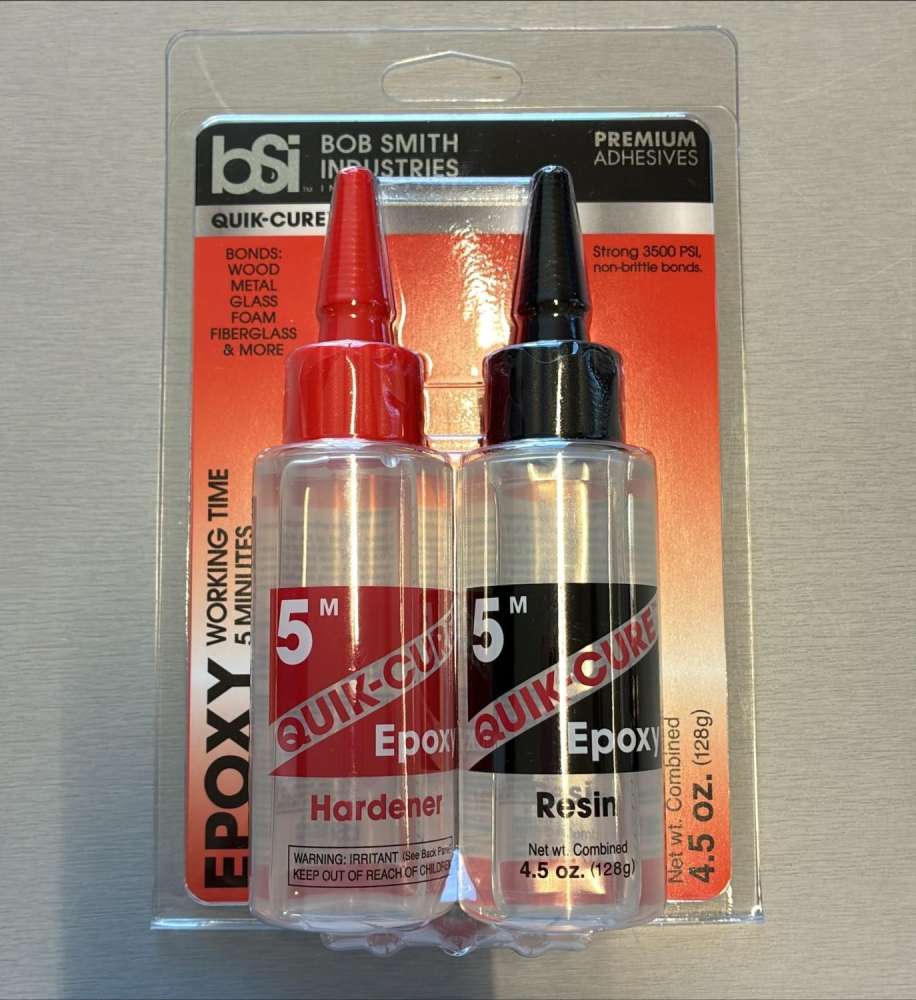 bSi
BOB SMITH
INDUSTRIES
PREMIUM
ADHESIVES
QUIK-CURE
BONDS:
WOOD
METAL
GLASS
FOAM
FIBERGLASS
& MORE
Strong 3500 PSI,
non-brittle bonds.
EPOXY
WORKING TIME
5 MINUTES
5 M
QUIK-CURE
Epoxy
Hardener
WARNING: IRRITANT (See Back Panel
KEEP OUT OF REACH OF CHILDREN
5 M
QUIK-CURE™
Epoxy
Resin
Net wt. Combined
4.5 oz. (128g)
Net wt. Combined
4.5 oz. (128g)